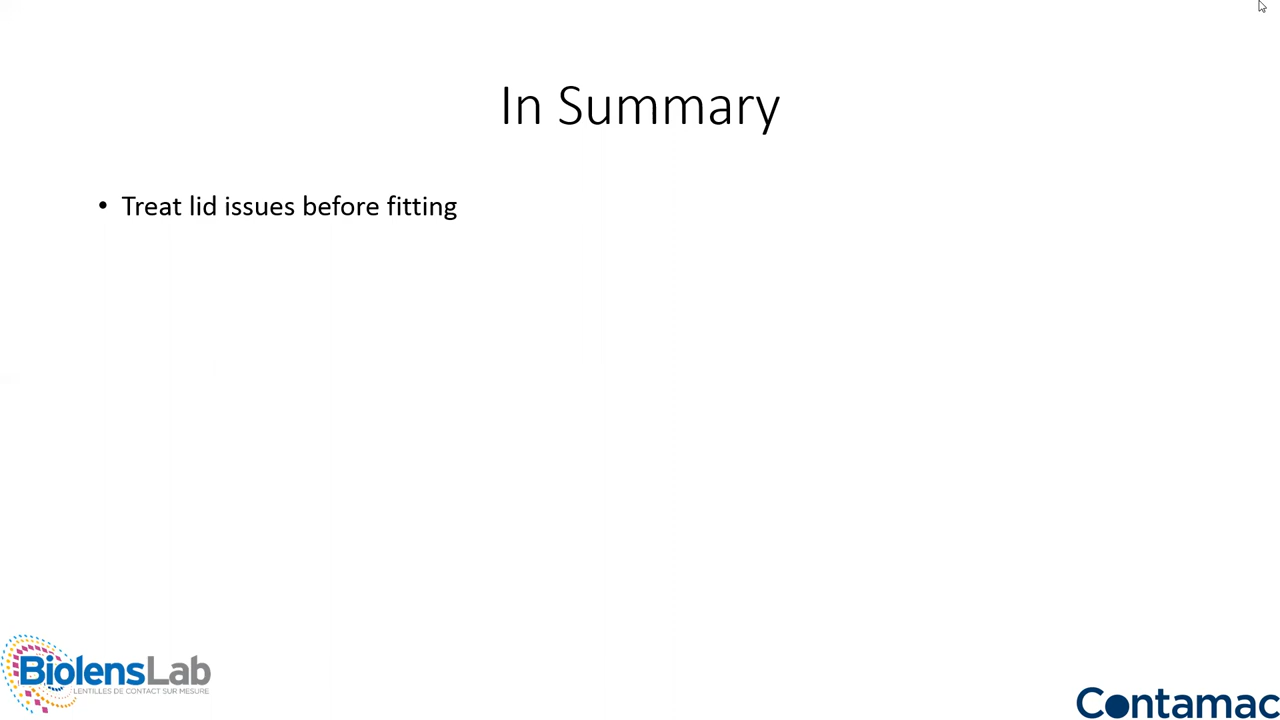 In Summary
• Treat lid issues before fitting
BiolensLab
LENTILLES DE CONTACT SUR MESURE
Contamac